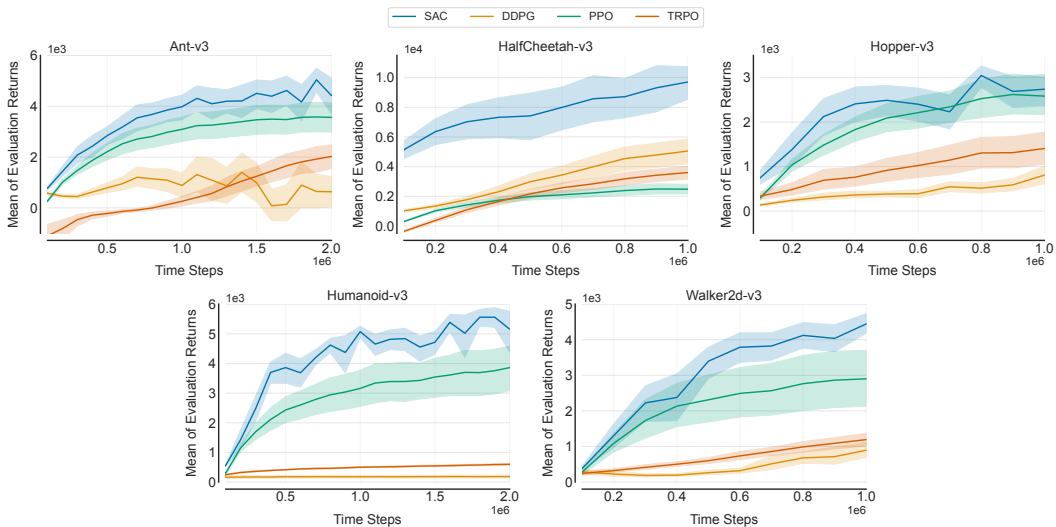 SAC DDPG PPO TRPO
Ant-v3
1e3
Mean of Evaluation Returns
6
4
2
0
0.5 1.0 1.5 2.0
1e6
Time Steps
HalfCheetah-v3
1e4
Mean of Evaluation Returns
1.0
0.8
0.6
0.4
0.2
0.0
0.2 0.4 0.6 0.8 1.0
1e6
Time Steps
Hopper-v3
1e3
Mean of Evaluation Returns
3
2
1
0
0.2 0.4 0.6 0.8 1.0
1e6
Time Steps
Humanoid-v3
1e3
Mean of Evaluation Returns
6
5
4
3
2
1
0
0.5 1.0 1.5 2.0
1e6
Time Steps
Walker2d-v3
1e3
Mean of Evaluation Returns
5
4
3
2
1
0
0.2 0.4 0.6 0.8 1.0
1e6
Time Steps